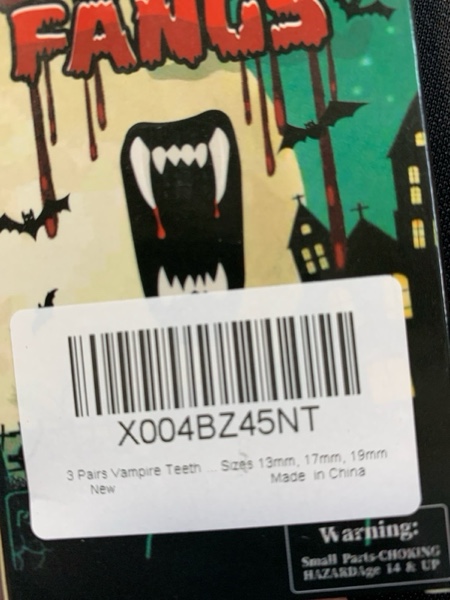 FANGS
X004BZ45NT
3 Pairs Vampire Teeth ... Sizes 13mm, 17mm, 19mm
New Made in China
Warning:
Small Parts-CHOKING
HAZARDAge 14 & UP